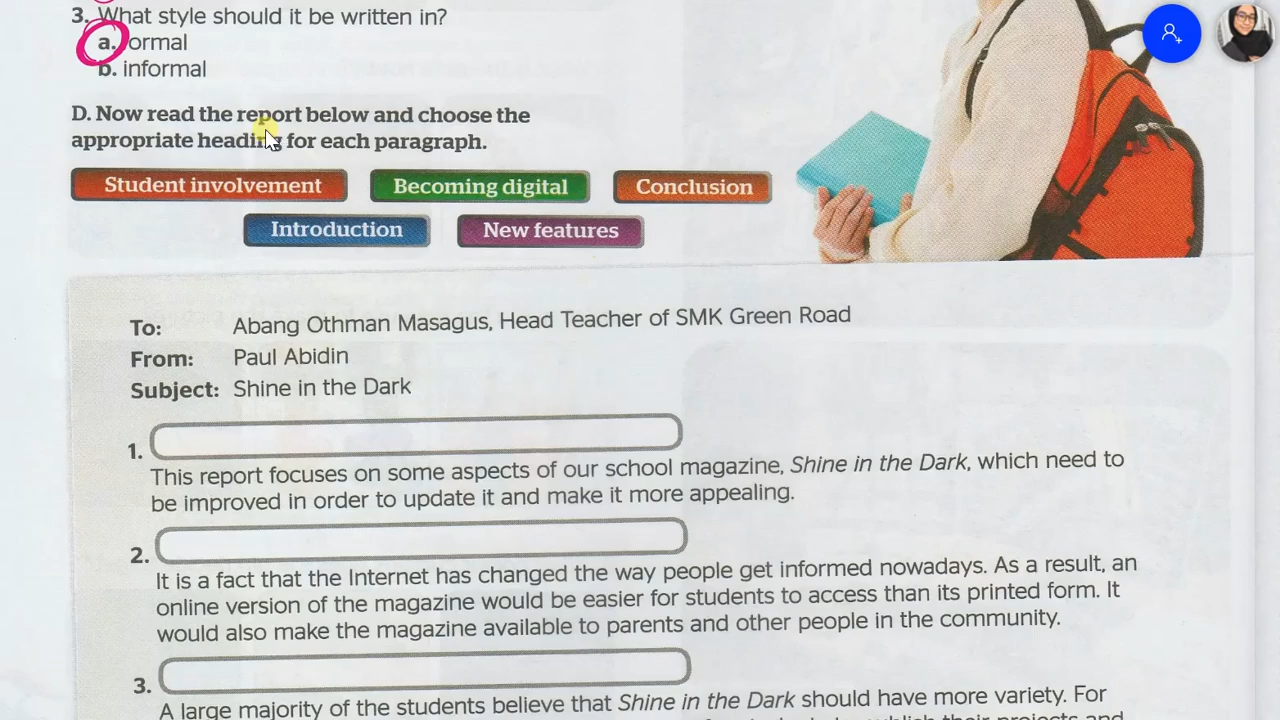 3. What style should it be written in?
a. ormal
b. informal
D. Now read the report below and choose the
appropriate heading for each paragraph.
Student involvement
Becoming digital
Conclusion
Introduction
New features
To: Abang Othman Masagus, Head Teacher of SMK Green Road
From: Paul Abidin
Subject: Shine in the Dark
1.
This report focuses on some aspects of our school magazine, Shine in the Dark, which need to
be improved in order to update it and make it more appealing.
2.
It is a fact that the Internet has changed the way people get informed nowadays. As a result, an
online version of the magazine would be easier for students to access than its printed form. It
would also make the magazine available to parents and other people in the community.
3.
A large majority of the students believe that Shine in the Dark should have more variety. For
publish their projects and